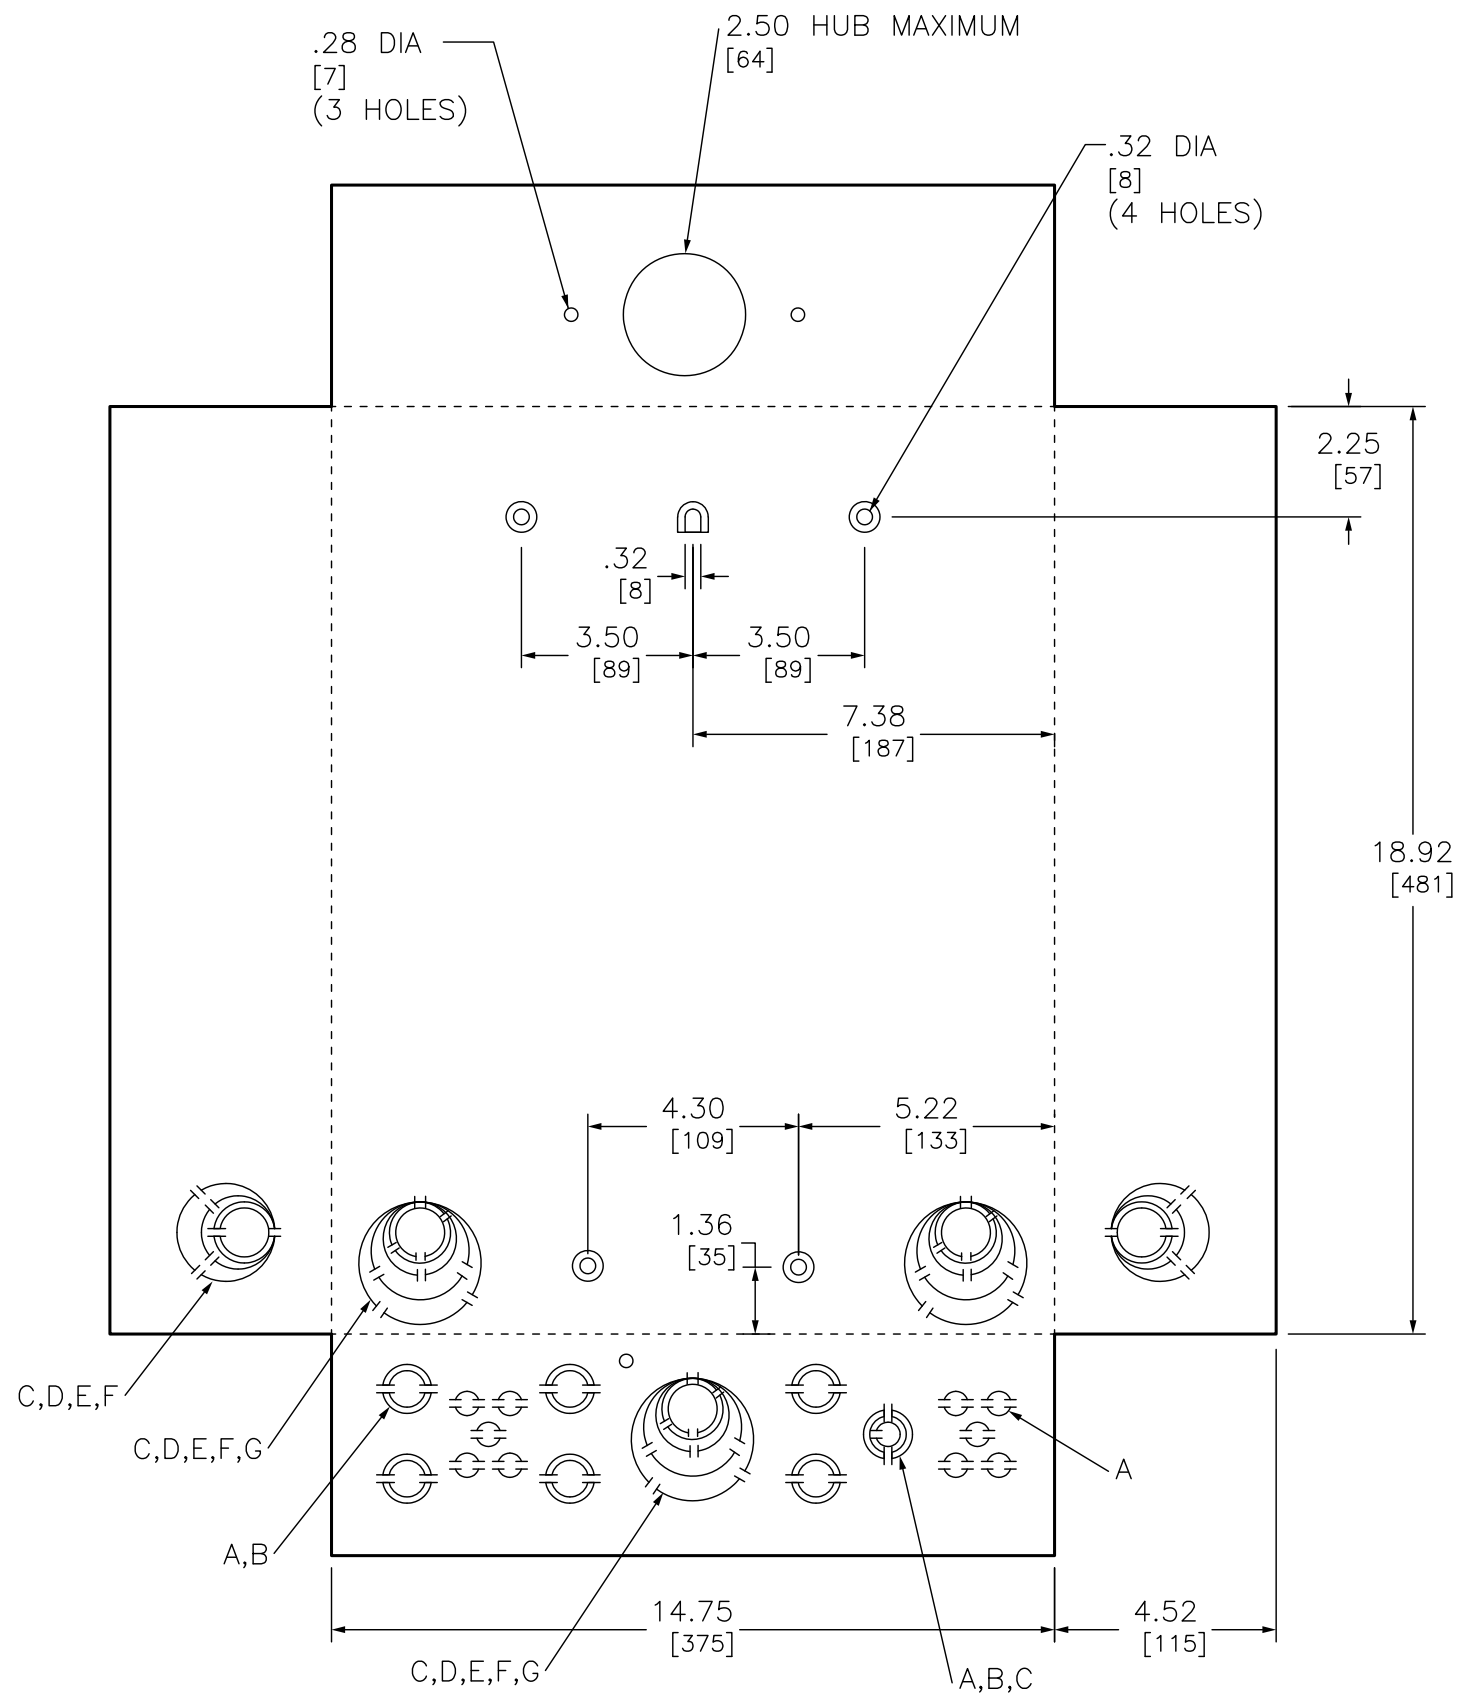 2.50 HUB MAXIMUM
[64]
.28 DIA
[7]
(3 HOLES)
.32 DIA
[8]
(4 HOLES)
2.25
[57]
.32
[8]
3.50
[89]
3.50
[89]
7.38
[187]
18.92
[481]
4.30
[109]
5.22
[133]
1.36
[35]
C,D,E,F
C,D,E,F,G
A
A,B
14.75
[375]
4.52
[115]
C,D,E,F,G
A,B,C